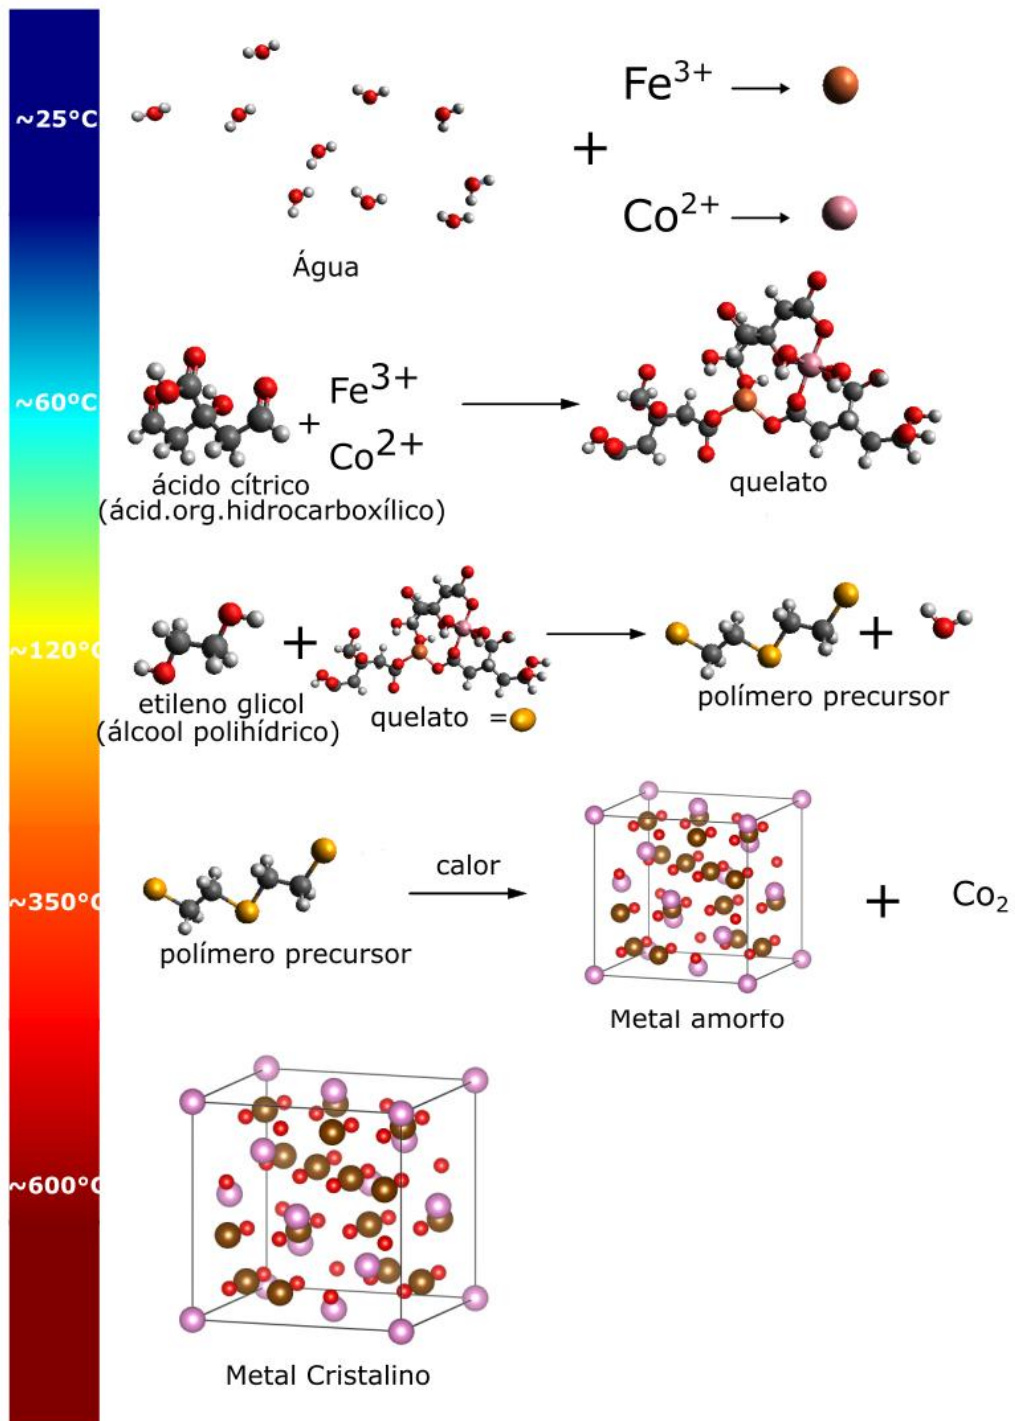 ~25°C
Fe3+
+
Co2+
Água
~60°C
+
Fe3+
Co2+
ácido cítrico
(ácid.org.hidrocarboxílico)
quelato
~120°C
+
+
etileno glicol
(álcool polihídrico)
quelato =
polímero precursor
~350°C
calor
+
Co2
polímero precursor
Metal amorfo
~600°C
Metal Cristalino